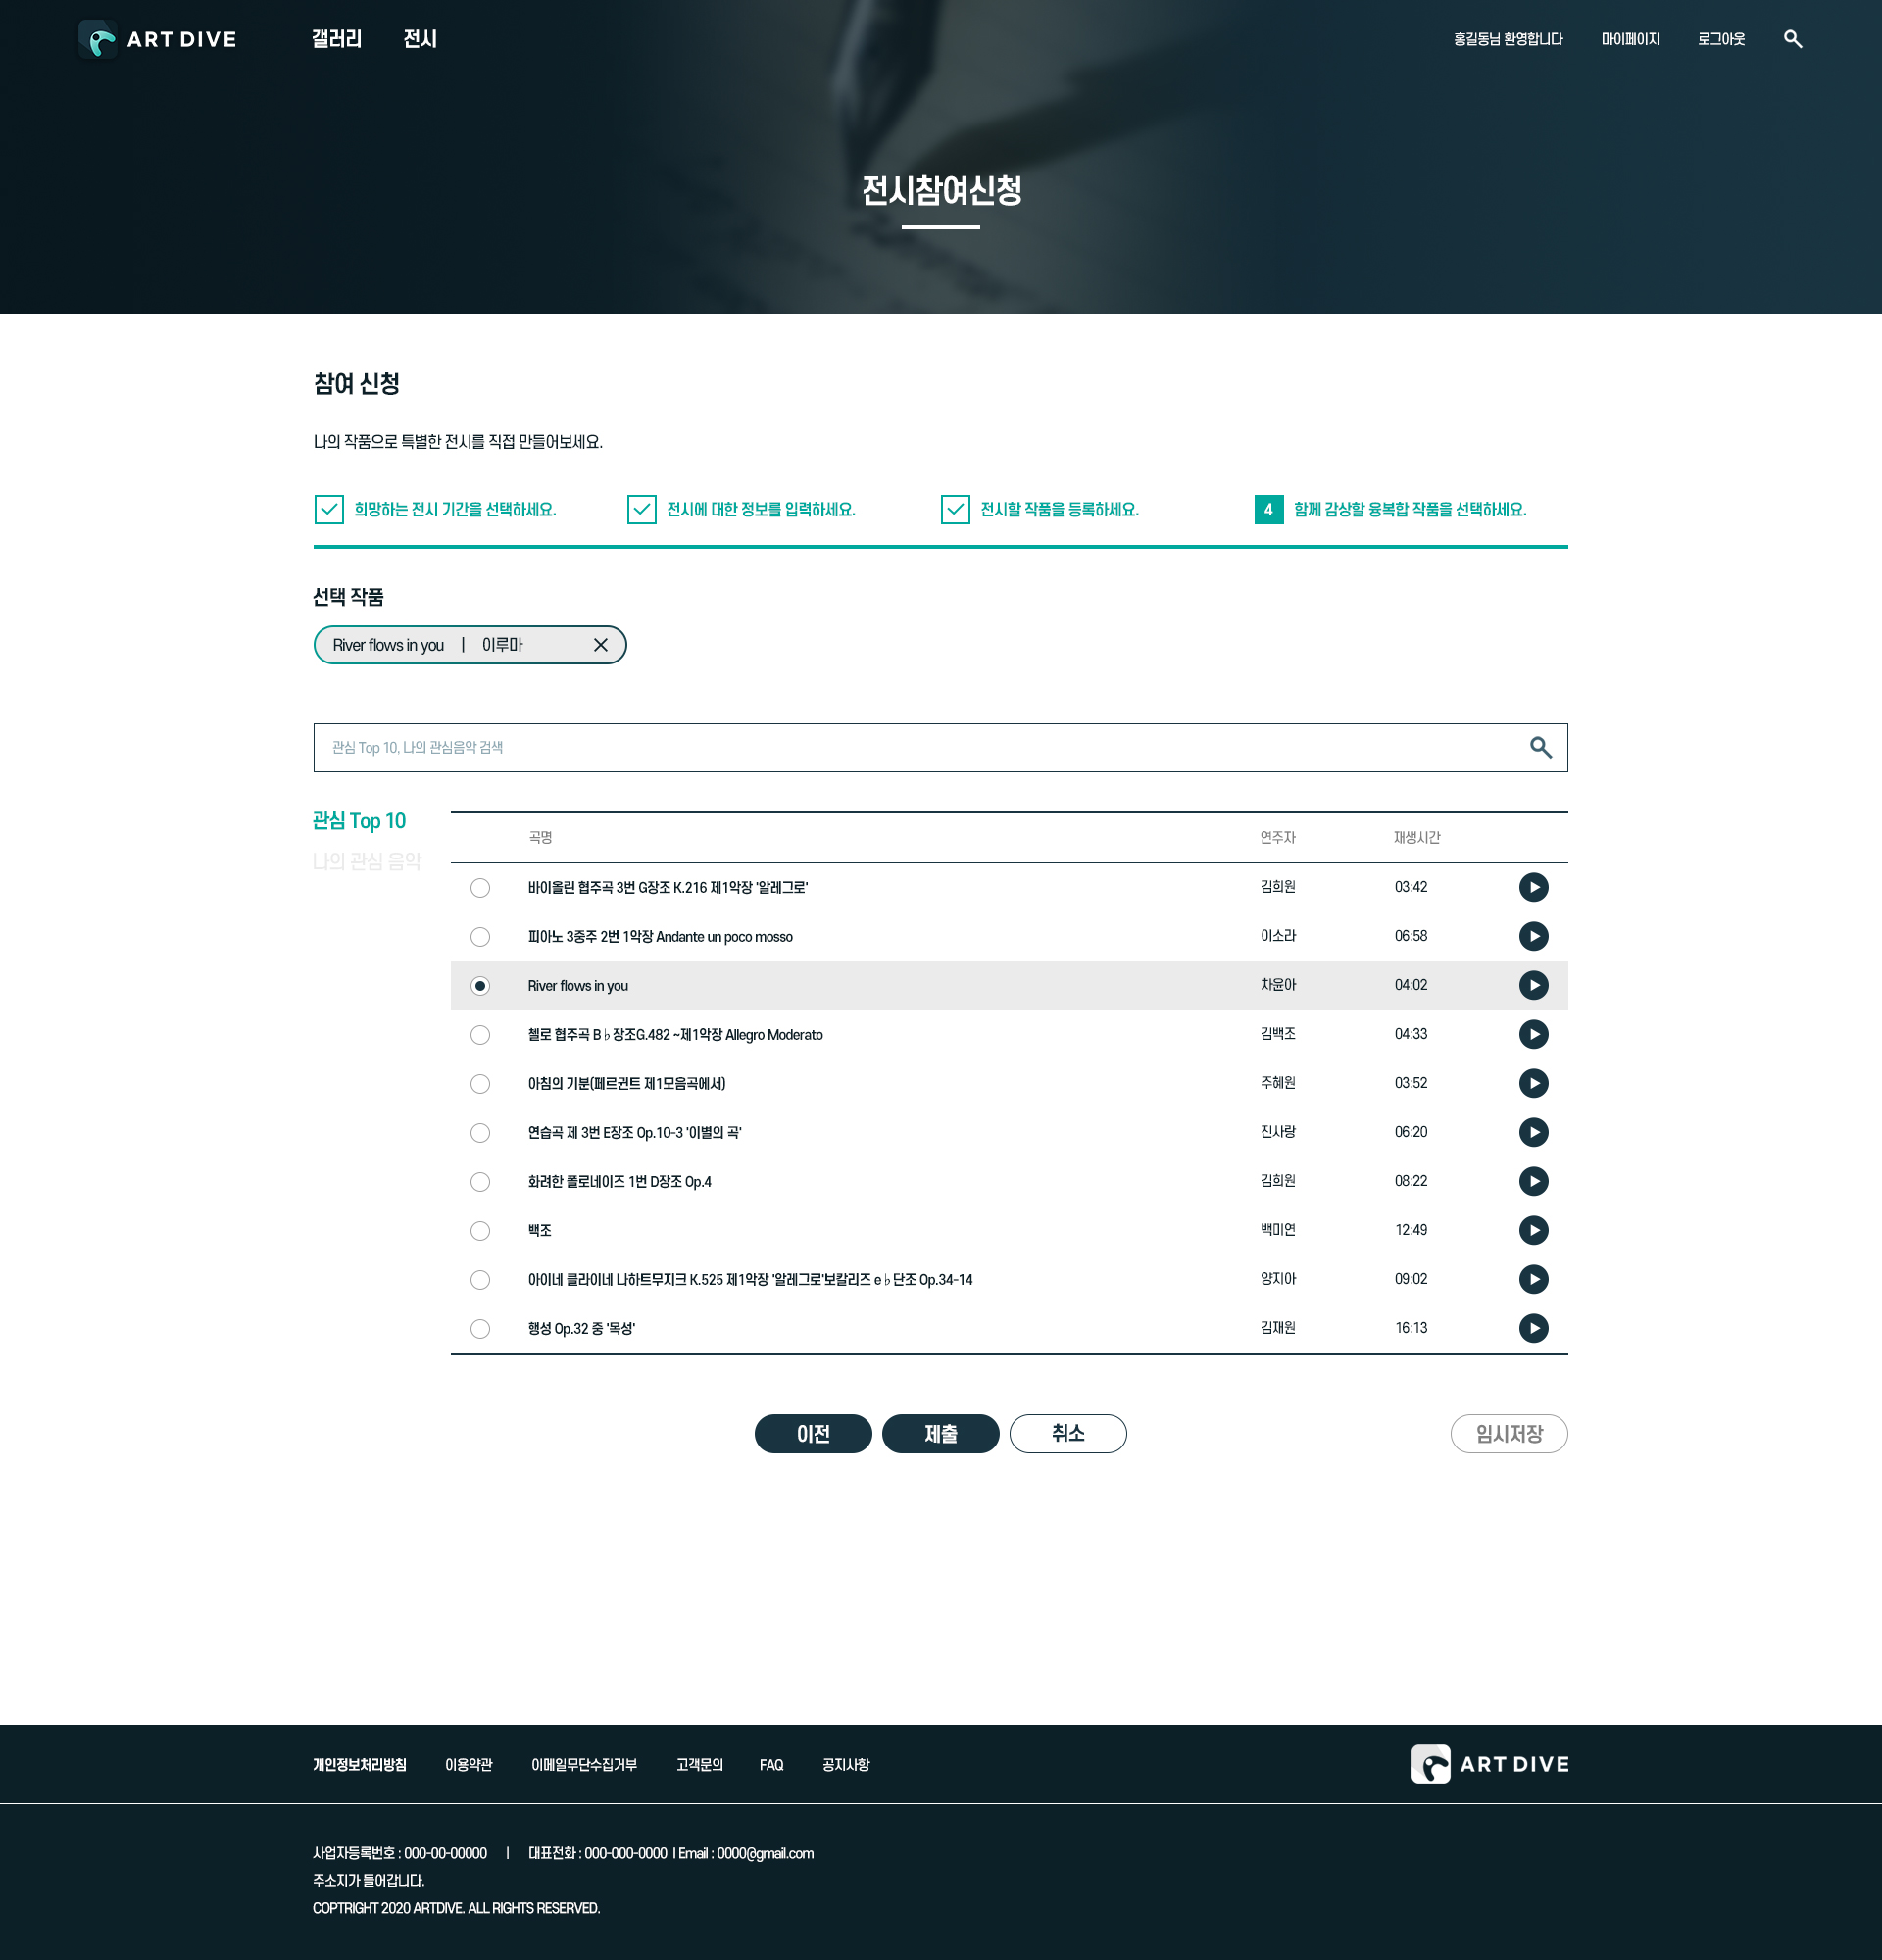 ART DIVE
갤러리 전시
홍길동님 환영합니다 마이페이지 로그아웃
전시참여신청
참여 신청
나의 작품으로 특별한 전시를 직접 만들어보세요.
희망하는 전시 기간을 선택하세요. 전시에 대한 정보를 입력하세요. 전시할 작품을 등록하세요. 4 함께 감상할 융복합 작품을 선택하세요.
선택 작품
River flows in you | 이루마
관심 Top 10, 나의 관심음악 검색
관심 Top 10
나의 관심 음악
곡명 연주자 재생시간
바이올린 협주곡 3번 G장조 K.216 제1악장 '알레그로' 김희원 03:42
피아노 3중주 2번 1악장 Andante un poco mosso 이소라 06:58
River flows in you 차윤아 04:02
첼로 협주곡 B♭장조G.482 ~제1악장 Allegro Moderato 김백조 04:33
아침의 기분(페르귄트 제1모음곡에서) 주혜원 03:52
연습곡 제 3번 E장조 Op.10-3 '이별의 곡' 진사랑 06:20
화려한 폴로네이즈 1번 D장조 Op.4 김희원 08:22
백조 백미연 12:49
아이네 클라이네 나하트무지크 K.525 제1악장 '알레그로'보칼리즈 e♭단조 Op.34-14 양지아 09:02
행성 Op.32 중 '목성' 김재원 16:13
이전 제출 취소 임시저장
개인정보처리방침 이용약관 이메일무단수집거부 고객문의 FAQ 공지사항
ART DIVE
사업자등록번호 : 000-00-00000 | 대표전화 : 000-000-0000 | Email : 0000@gmail.com
주소지가 들어갑니다.
COPTRIGHT 2020 ARTDIVE. ALL RIGHTS RESERVED.